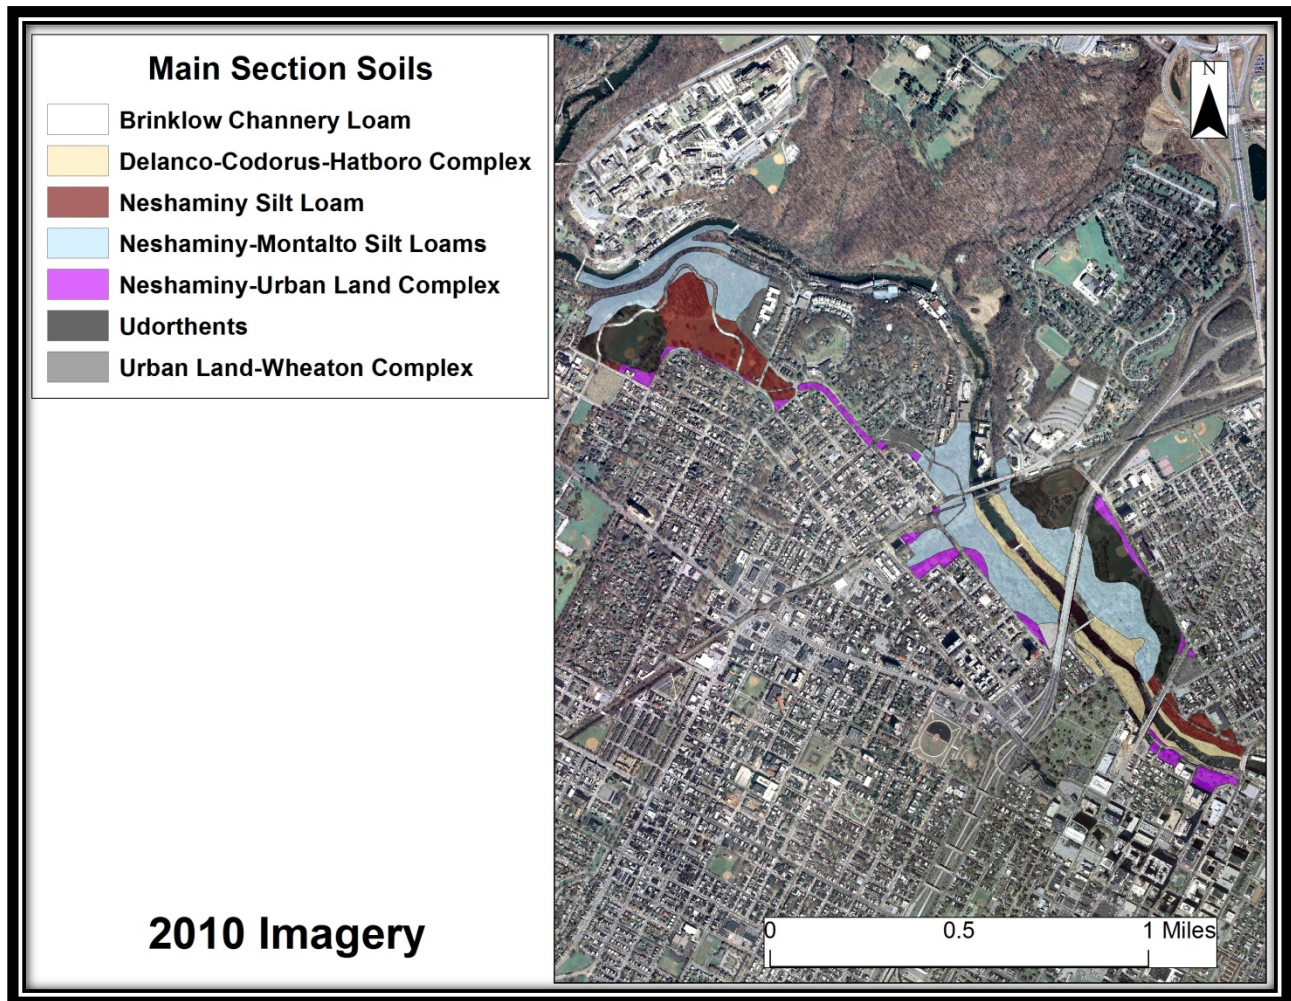 Main Section Soils
Brinklow Channery Loam
Delanco-Codorus-Hatboro Complex
Neshaminy Silt Loam
Neshaminy-Montalto Silt Loams
Neshaminy-Urban Land Complex
Udorthents
Urban Land-Wheaton Complex
N
2010 Imagery
0 0.5 1 Miles